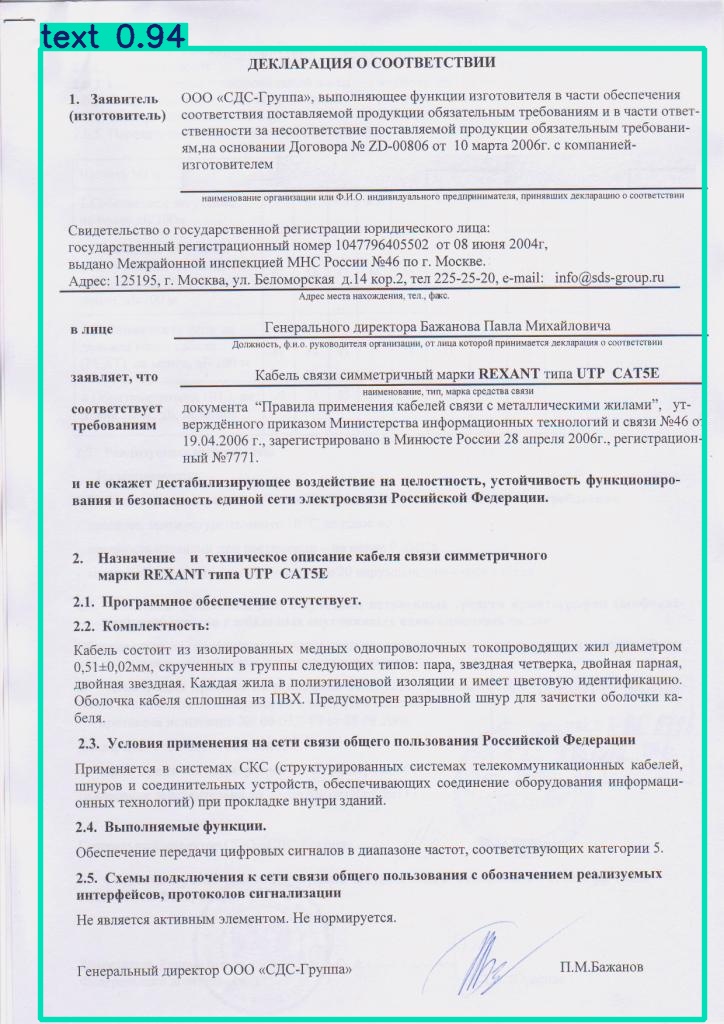 text 0.94
ДЕКЛАРАЦИЯ О СООТВЕТСТВИИ
1. Заявитель (изготовитель)
ООО «СДС-Группа», выполняющее функции изготовителя в части обеспечения
соответствия поставляемой продукции обязательным требованиям и в части ответ-
ственности за несоответствие поставляемой продукции обязательным требовани-
ям,на основании Договора № ZD-00806 от 10 марта 2006г. с компанией-
изготовителем
наименование организации или Ф.И.О. индивидуального предпринимателя, принявших декларацию о соответствии
Свидетельство о государственной регистрации юридического лица:
государственный регистрационный номер 1047796405502 от 08 июня 2004г,
выдано Межрайонной инспекцией МНС России №46 по г. Москве.
Адрес: 125195, г. Москва, ул. Беломорская д.14 кор.2, тел 225-25-20, e-mail: info@sds-group.ru
Адрес места нахождения, тел., факс.
в лице Генерального директора Бажанова Павла Михайловича
Должность, ф.и.о. руководителя организации, от лица которой принимается декларация о соответствии
заявляет, что Кабель связи симметричный марки REXANT типа UTP CAT5E
наименование, тип, марка средства связи
соответствует требованиям
документа “Правила применения кабелей связи с металлическими жилами”, ут-
верждённого приказом Министерства информационных технологий и связи №46 от
19.04.2006 г., зарегистрировано в Минюсте России 28 апреля 2006г., регистрацион-
ный №7771.
и не окажет дестабилизирующее воздействие на целостность, устойчивость функциониро-
вания и безопасность единой сети электросвязи Российской Федерации.
2. Назначение и техническое описание кабеля связи симметричного
марки REXANT типа UTP CAT5E
2.1. Программное обеспечение отсутствует.
2.2. Комплектность:
Кабель состоит из изолированных медных однопроволочных токопроводящих жил диаметром
0,51±0,02мм, скрученных в группы следующих типов: пара, звездная четверка, двойная парная,
двойная звездная. Каждая жила в полиэтиленовой изоляции и имеет цветовую идентификацию.
Оболочка кабеля сплошная из ПВХ. Предусмотрен разрывной шнур для зачистки оболочки ка-
беля.
2.3. Условия применения на сети связи общего пользования Российской Федерации
Применяется в системах СКС (структурированных системах телекоммуникационных кабелей,
шнуров и соединительных устройств, обеспечивающих соединение оборудования информаци-
онных технологий) при прокладке внутри зданий.
2.4. Выполняемые функции.
Обеспечение передачи цифровых сигналов в диапазоне частот, соответствующих категории 5.
2.5. Схемы подключения к сети связи общего пользования с обозначением реализуемых
интерфейсов, протоколов сигнализации
Не является активным элементом. Не нормируется.
Генеральный директор ООО «СДС-Группа» П.М.Бажанов